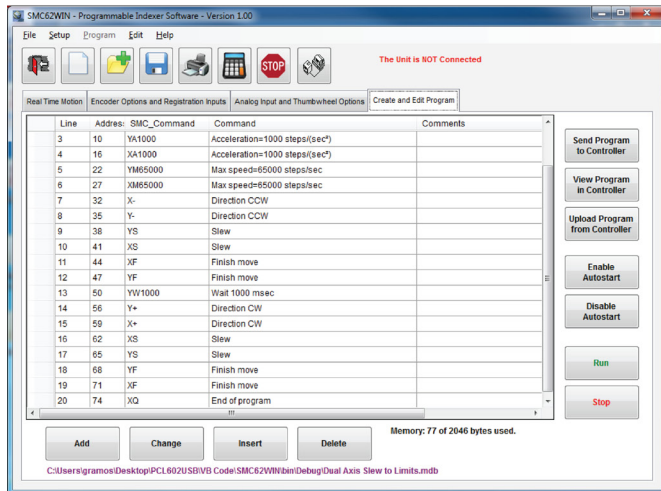 SMC62WIN - Programmable Indexer Software - Version 1.00
File Setup Program Edit Help
STOP
The Unit is NOT Connected
Real Time Motion Encoder Options and Registration Inputs Analog Input and Thumbwheel Options Create and Edit Program
Line Address SMC_Command Command Comments
3 10 YA1000 Acceleration=1000 steps/(sec²)
4 16 XA1000 Acceleration=1000 steps/(sec²)
5 22 YM65000 Max speed=65000 steps/sec
6 27 XM65000 Max speed=65000 steps/sec
7 32 X- Direction CCW
8 35 Y- Direction CCW
9 38 YS Slew
10 41 XS Slew
11 44 XF Finish move
12 47 YF Finish move
13 50 YW1000 Wait 1000 msec
14 56 Y+ Direction CW
15 59 X+ Direction CW
16 62 XS Slew
17 65 YS Slew
18 68 YF Finish move
19 71 XF Finish move
20 74 XQ End of program
Send Program
to Controller
View Program
in Controller
Upload Program
from Controller
Enable
Autostart
Disable
Autostart
Run
Stop
Add Change Insert Delete
Memory: 77 of 2046 bytes used.
C:\Users\gramos\Desktop\PCL602USB\VB Code\SMC62WIN\bin\Debug\Dual Axis Slew to Limits.mdb